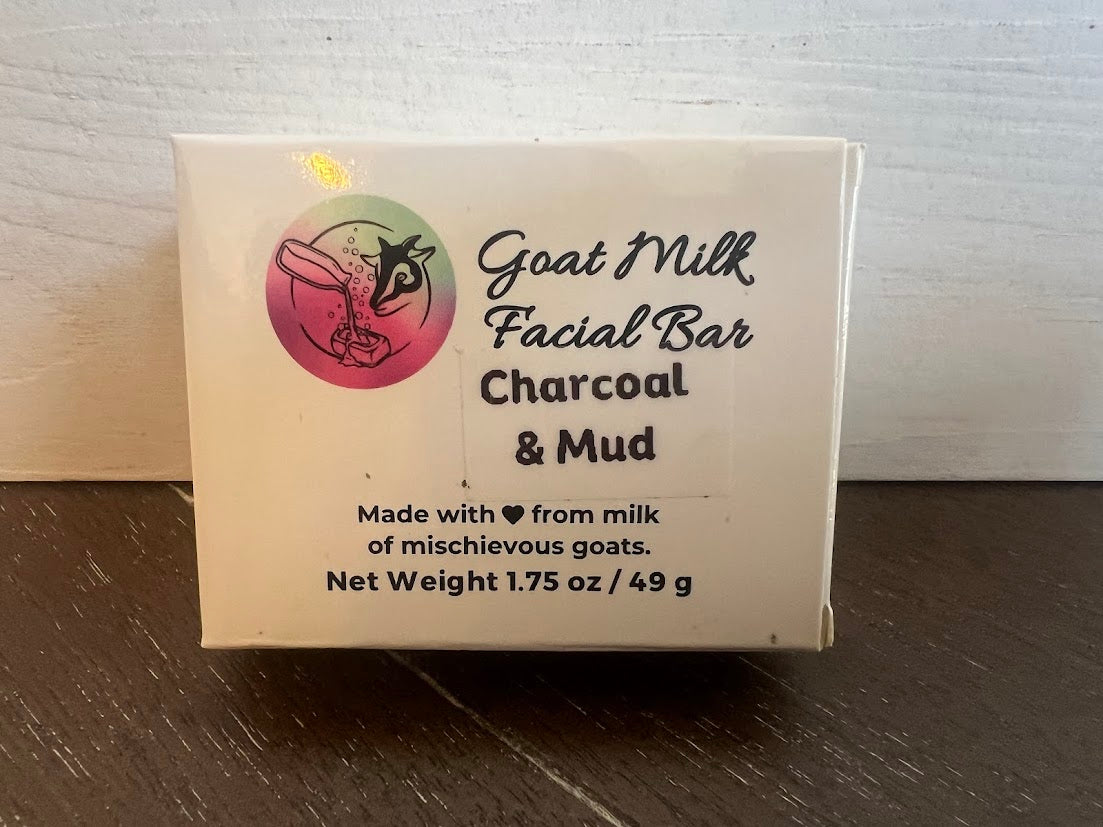 Goat Milk
Facial Bar
Charcoal
& Mud
Made with ♥ from milk
of mischievous goats.
Net Weight 1.75 oz / 49 g